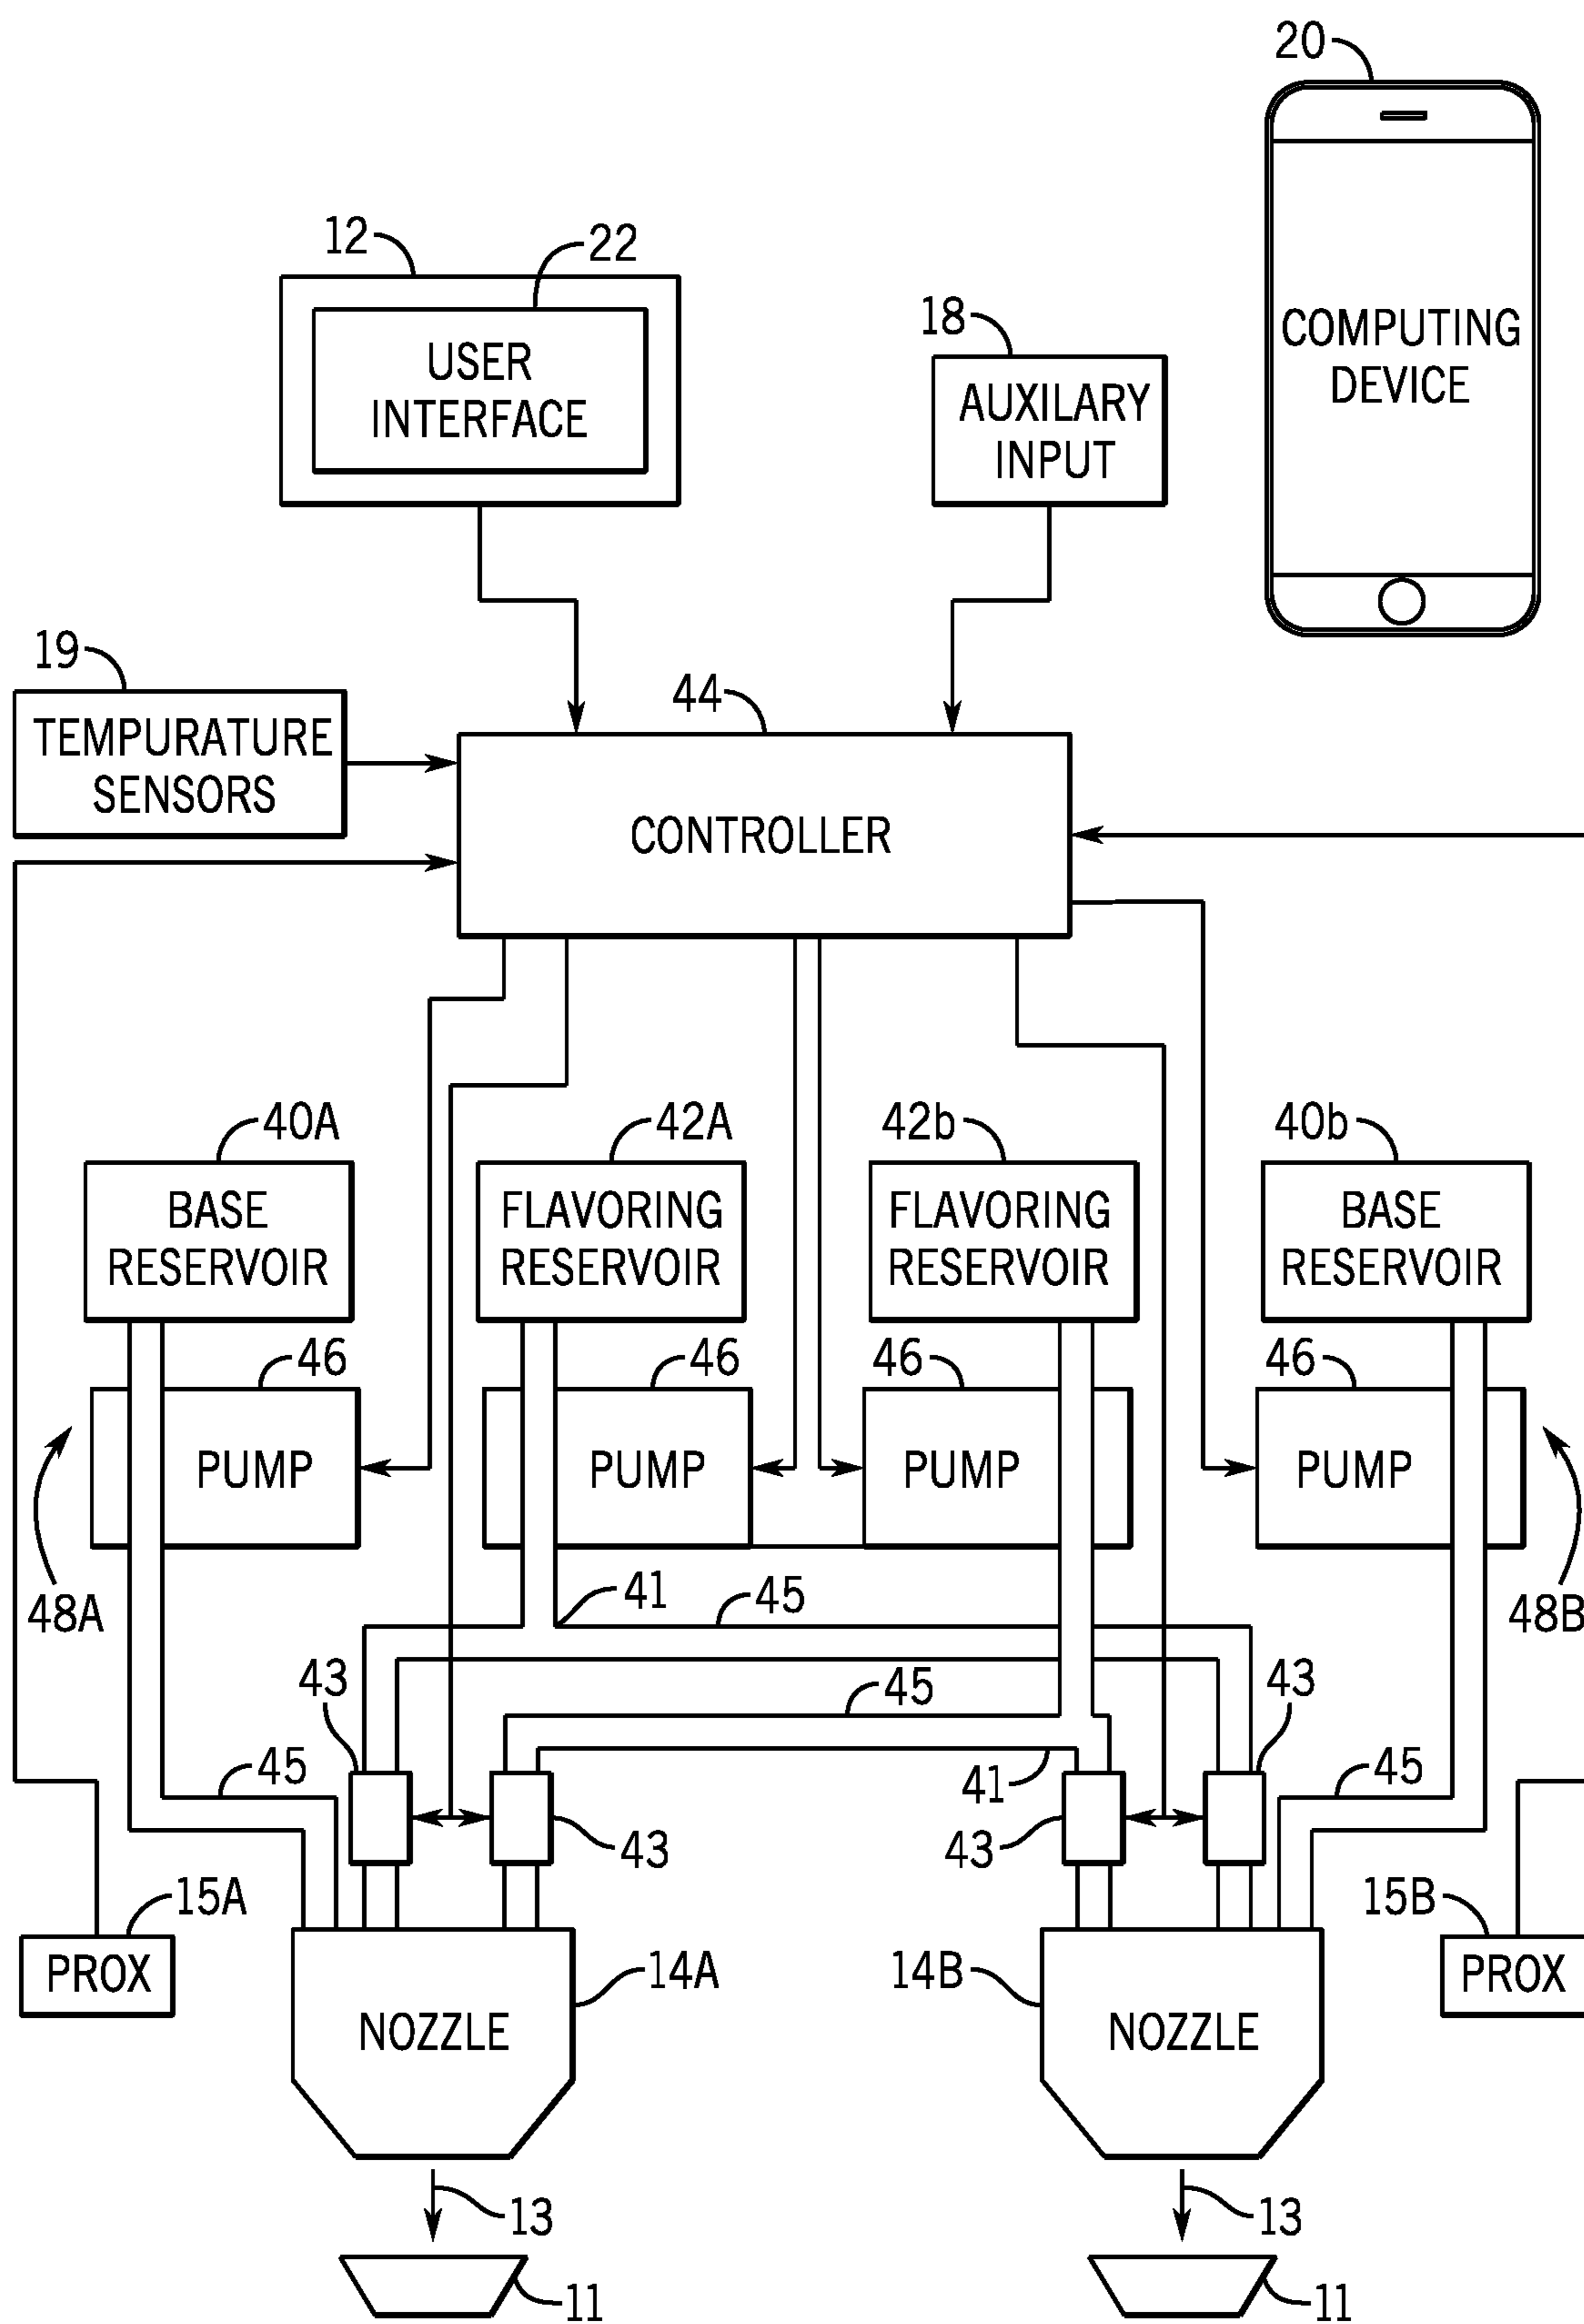 20
12
22
18
COMPUTING
DEVICE
USER
INTERFACE
AUXILARY
INPUT
19
44
TEMPURATURE
SENSORS
CONTROLLER
40A
42A
42b
40b
BASE
RESERVOIR
FLAVORING
RESERVOIR
FLAVORING
RESERVOIR
BASE
RESERVOIR
46
46
46
46
PUMP
PUMP
PUMP
PUMP
48A
41
45
48B
43
45
43
45
41
45
43
43
15A
15B
PROX
14A
14B
PROX
NOZZLE
NOZZLE
13
13
11
11